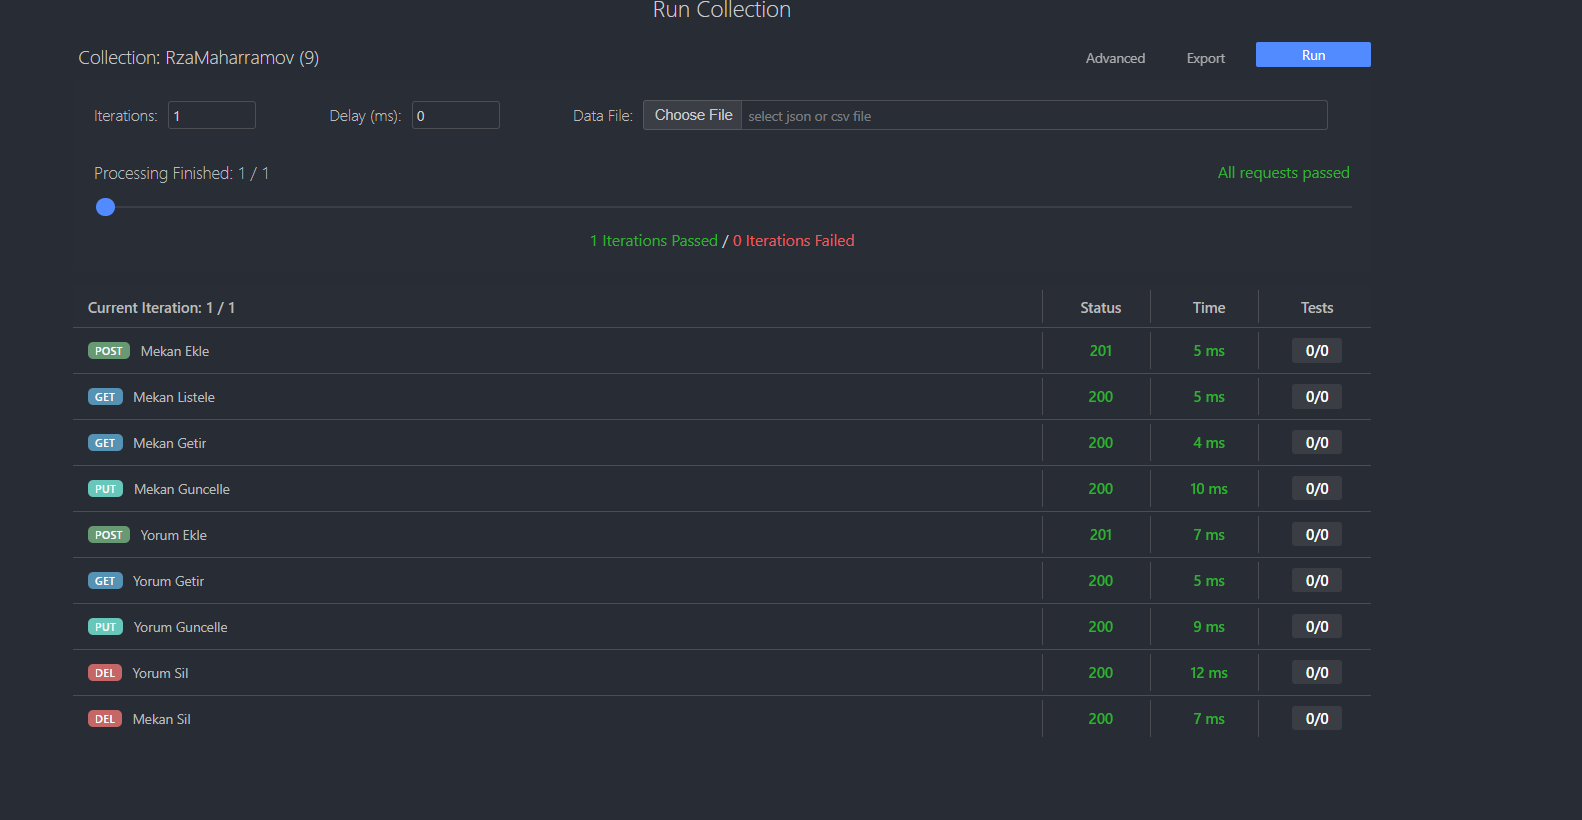 Run Collection
Collection: RzaMaharramov (9) Advanced Export Run
Iterations: 1 Delay (ms): 0 Data File: Choose File select json or csv file
Processing Finished: 1 / 1 All requests passed
1 Iterations Passed / 0 Iterations Failed
Current Iteration: 1 / 1 Status Time Tests
POST Mekan Ekle 201 5 ms 0/0
GET Mekan Listele 200 5 ms 0/0
GET Mekan Getir 200 4 ms 0/0
PUT Mekan Guncelle 200 10 ms 0/0
POST Yorum Ekle 201 7 ms 0/0
GET Yorum Getir 200 5 ms 0/0
PUT Yorum Guncelle 200 9 ms 0/0
DEL Yorum Sil 200 12 ms 0/0
DEL Mekan Sil 200 7 ms 0/0